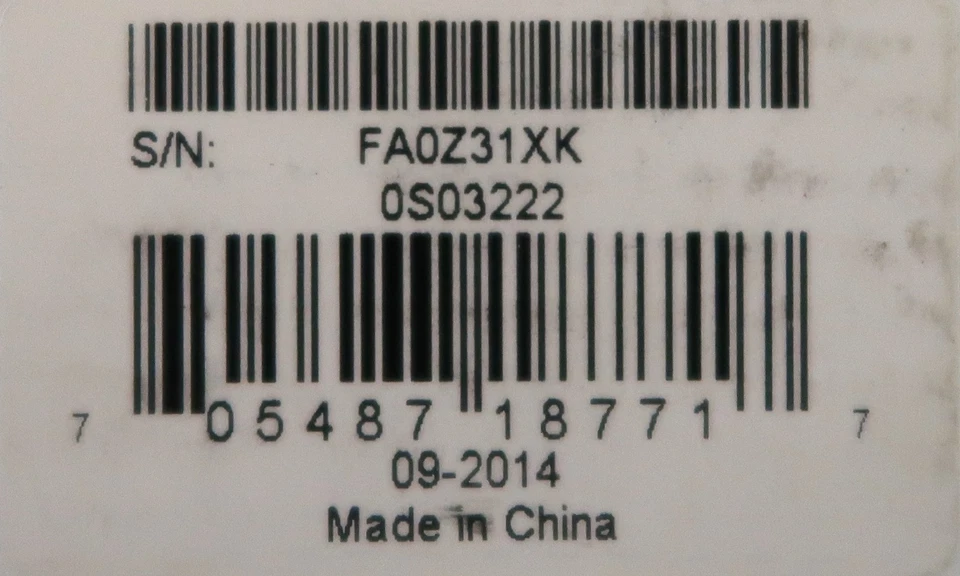 S/N: FA0Z31XK
0S03222
7 05487 18771 7
09-2014
Made in China